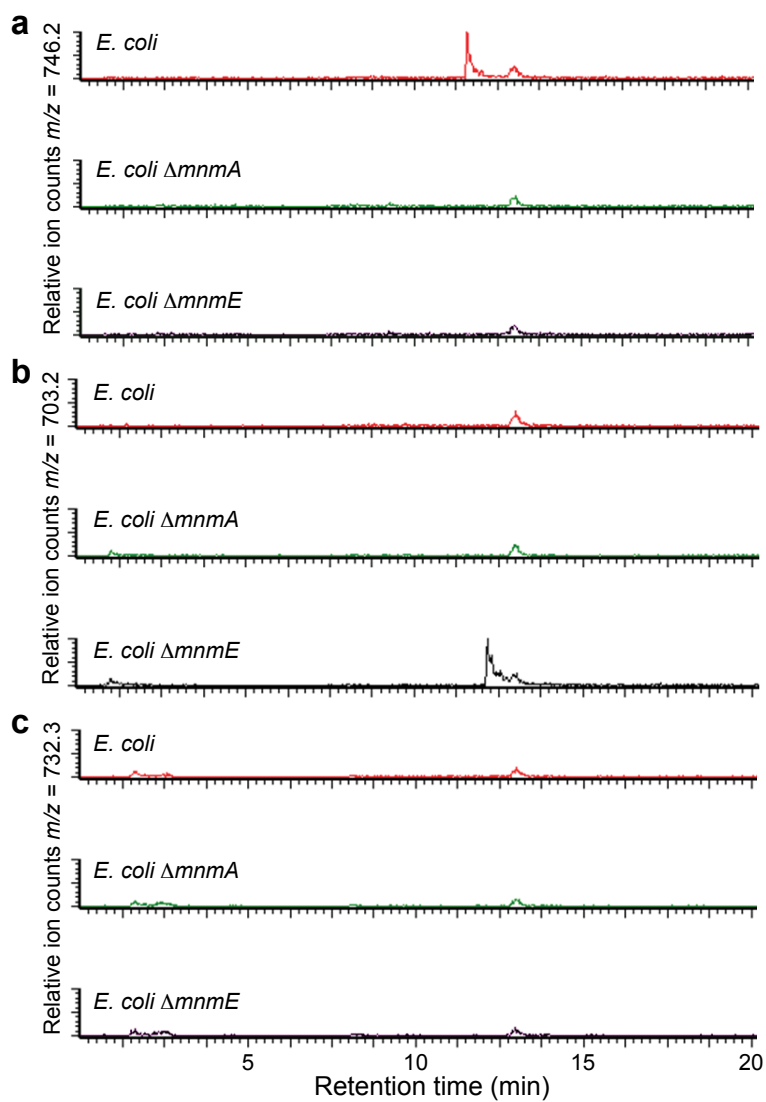 a
Relative ion counts m/z = 746.2
E. coli
E. coli ΔmnmA
E. coli ΔmnmE
b
Relative ion counts m/z = 703.2
E. coli
E. coli ΔmnmA
E. coli ΔmnmE
c
Relative ion counts m/z = 732.3
E. coli
E. coli ΔmnmA
E. coli ΔmnmE
5 10 15 20
Retention time (min)